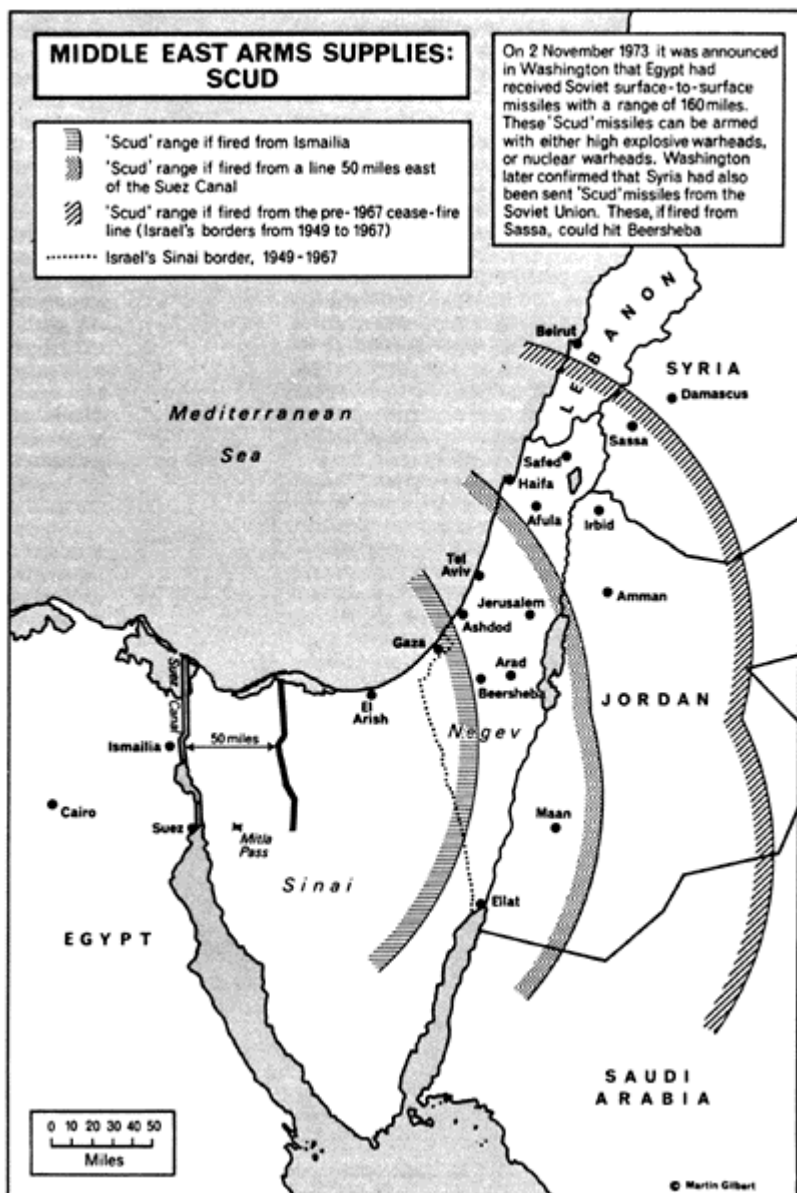 MIDDLE EAST ARMS SUPPLIES:
SCUD
On 2 November 1973 it was announced
in Washington that Egypt had
received Soviet surface-to-surface
missiles with a range of 160 miles.
These 'Scud' missiles can be armed
with either high explosive warheads,
or nuclear warheads. Washington
later confirmed that Syria had also
been sent 'Scud' missiles from the
Soviet Union. These, if fired from
Sassa, could hit Beersheba
'Scud' range if fired from Ismailia
'Scud' range if fired from a line 50 miles east
of the Suez Canal
'Scud' range if fired from the pre-1967 cease-fire
line (Israel's borders from 1949 to 1967)
Israel's Sinai border, 1949-1967
LEBANON
Beirut
SYRIA
Damascus
Mediterranean
Sea
Sassa
Safed
Haifa
Afula
Irbid
Tel
Aviv
Amman
Jerusalem
Ashdod
Gaza
Arad
Beersheba
Suez Canal
El
Arish
JORDAN
Negev
50 miles
Ismailia
Cairo
Suez
Mitla
Pass
Maan
Sinai
Eilat
EGYPT
SAUDI
ARABIA
0 10 20 30 40 50
Miles
© Martin Gilbert